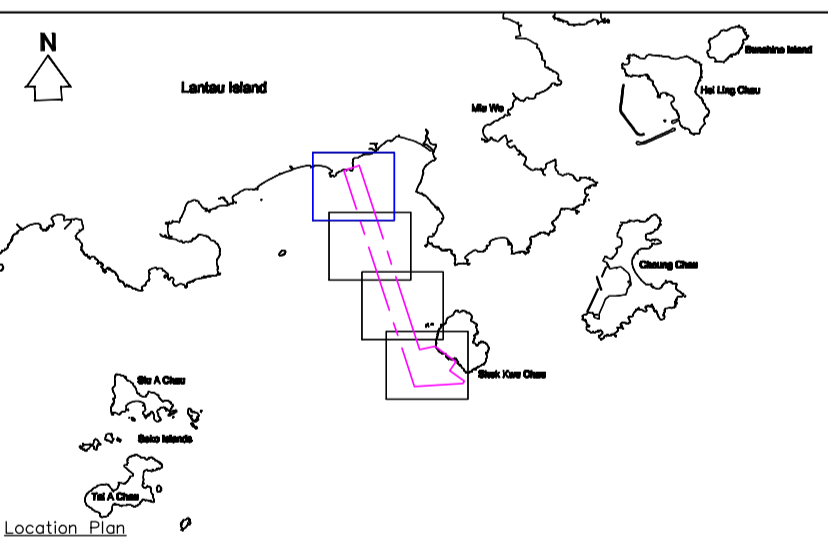 N
Sunshine Island
Lantau Island
Hei Ling Chau
Mia Wo
Cheung Chau
Shek Kwu Chau
Siu A Chau
Soko Islands
Tai A Chau
Location Plan